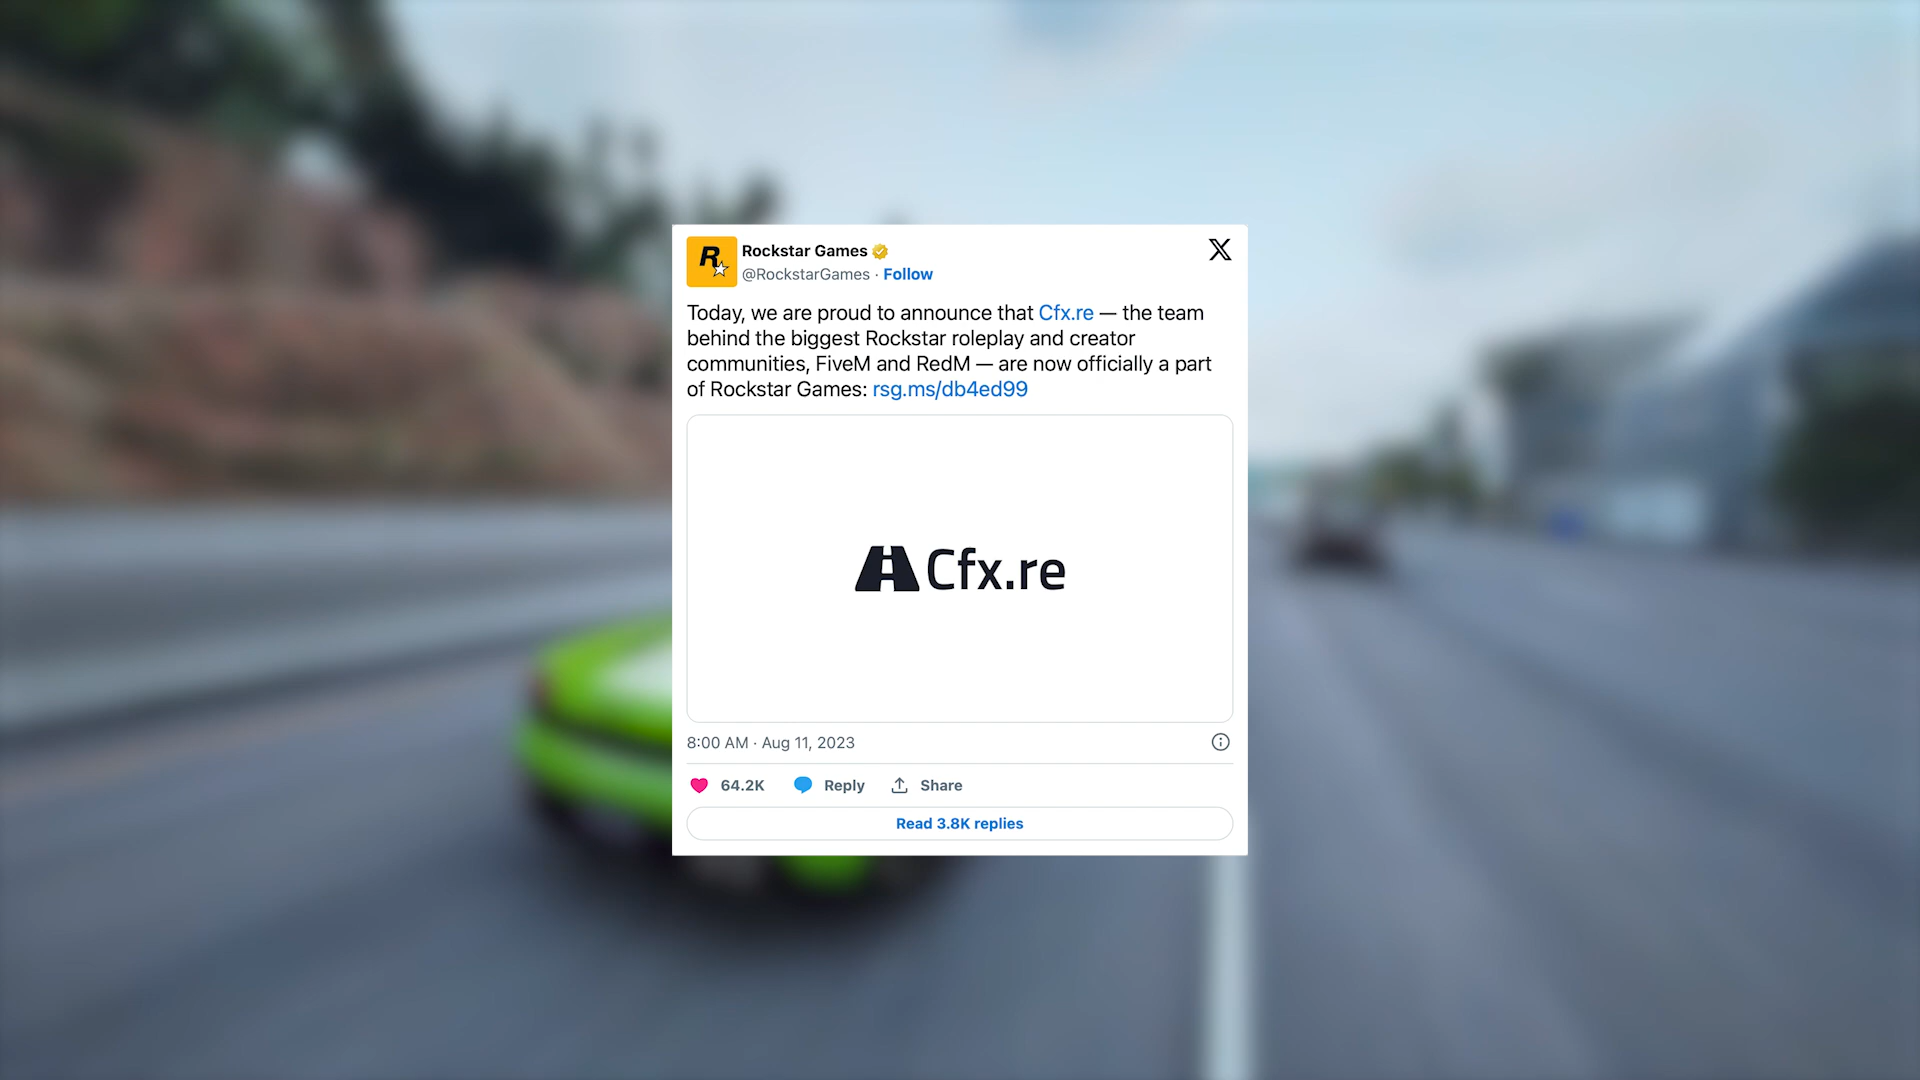 Rockstar Games
@RockstarGames · Follow
Today, we are proud to announce that Cfx.re — the team
behind the biggest Rockstar roleplay and creator
communities, FiveM and RedM — are now officially a part
of Rockstar Games: rsg.ms/db4ed99
Cfx.re
8:00 AM · Aug 11, 2023
64.2K Reply Share
Read 3.8K replies